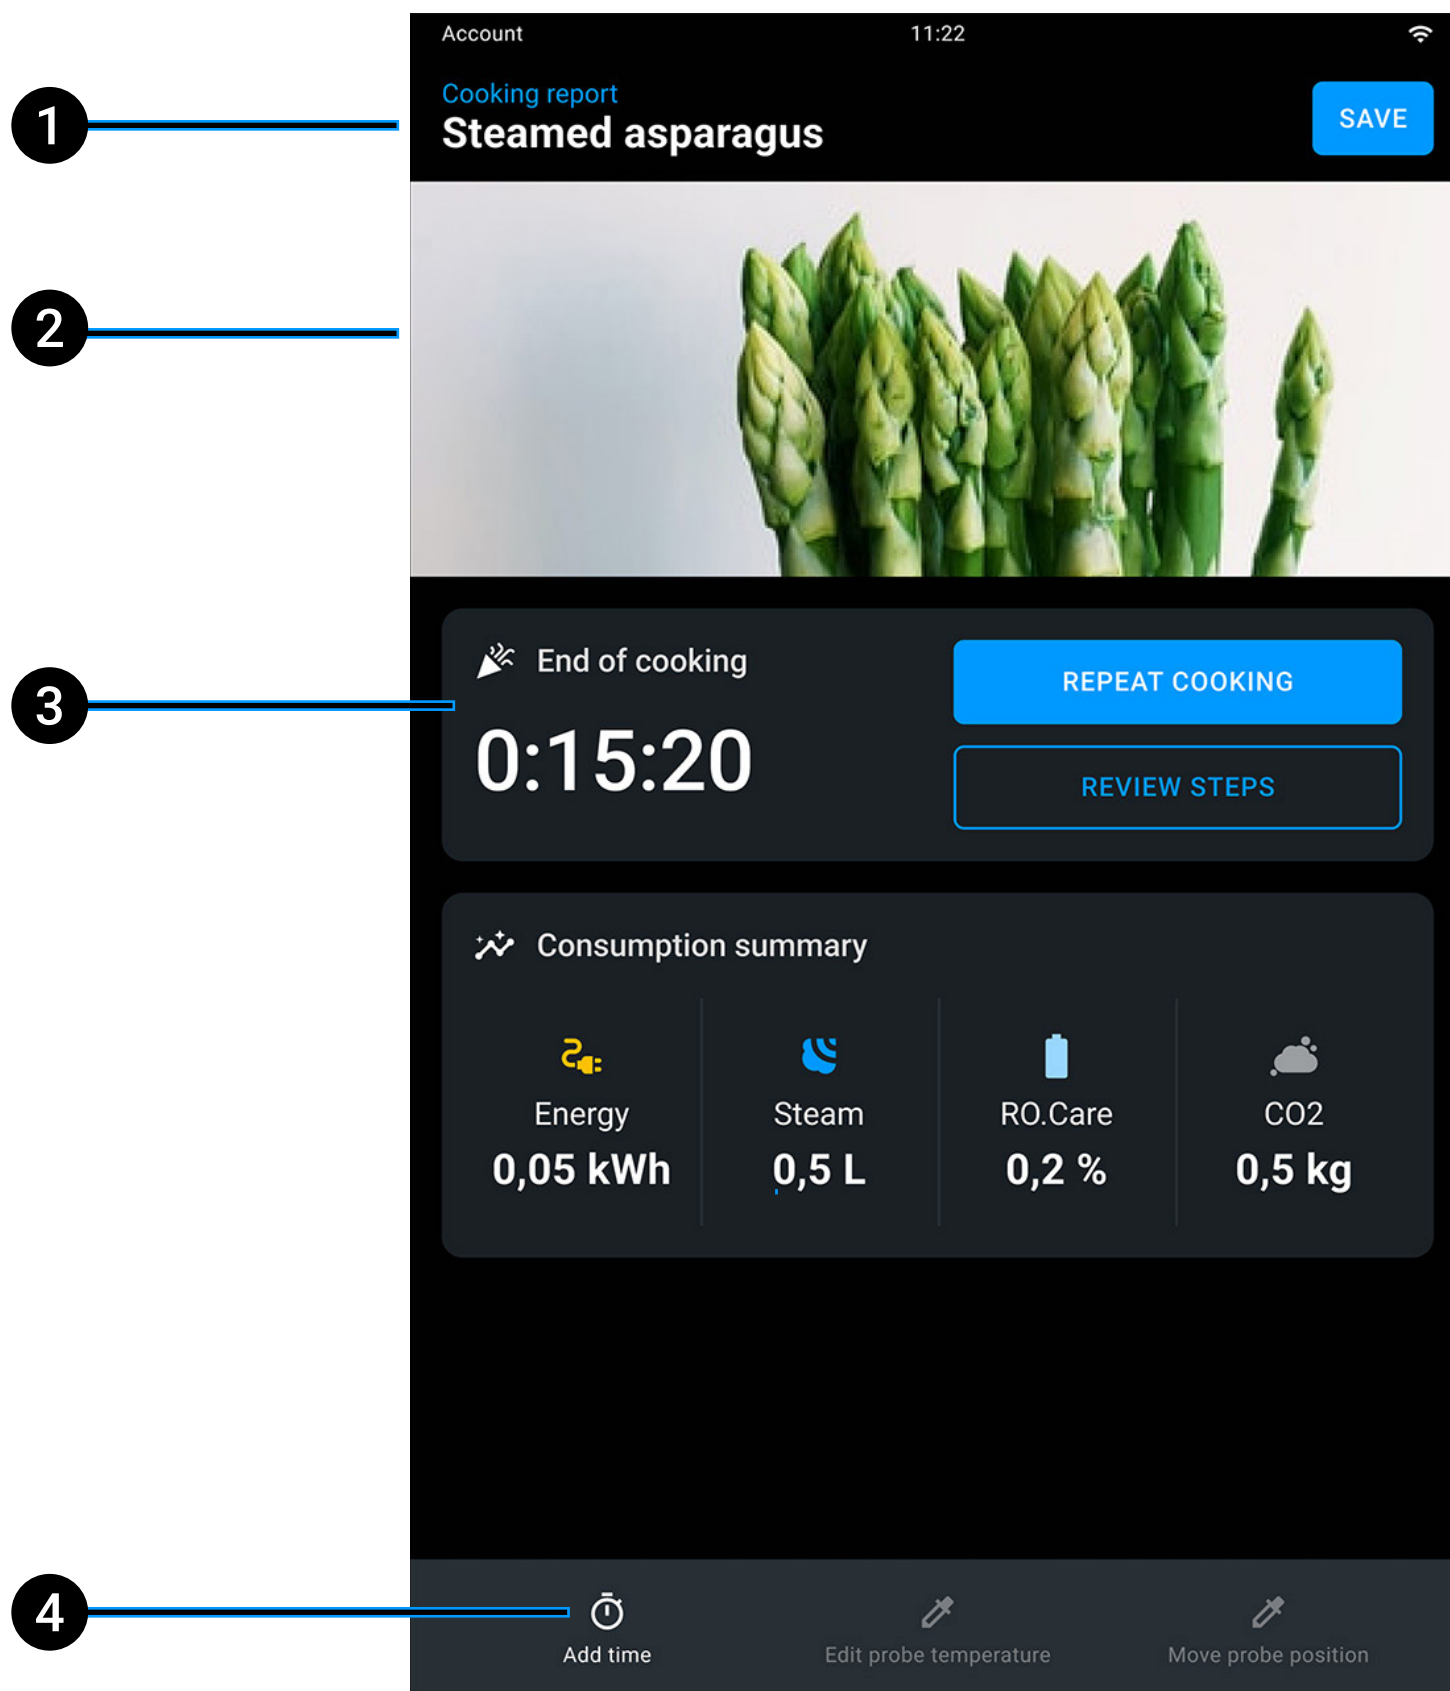 Account 11:22
1
Cooking report
Steamed asparagus
SAVE
2
End of cooking
0:15:20
REPEAT COOKING
REVIEW STEPS
3
Consumption summary
Energy Steam RO.Care CO2
0,05 kWh 0,5 L 0,2 % 0,5 kg
4
Add time Edit probe temperature Move probe position